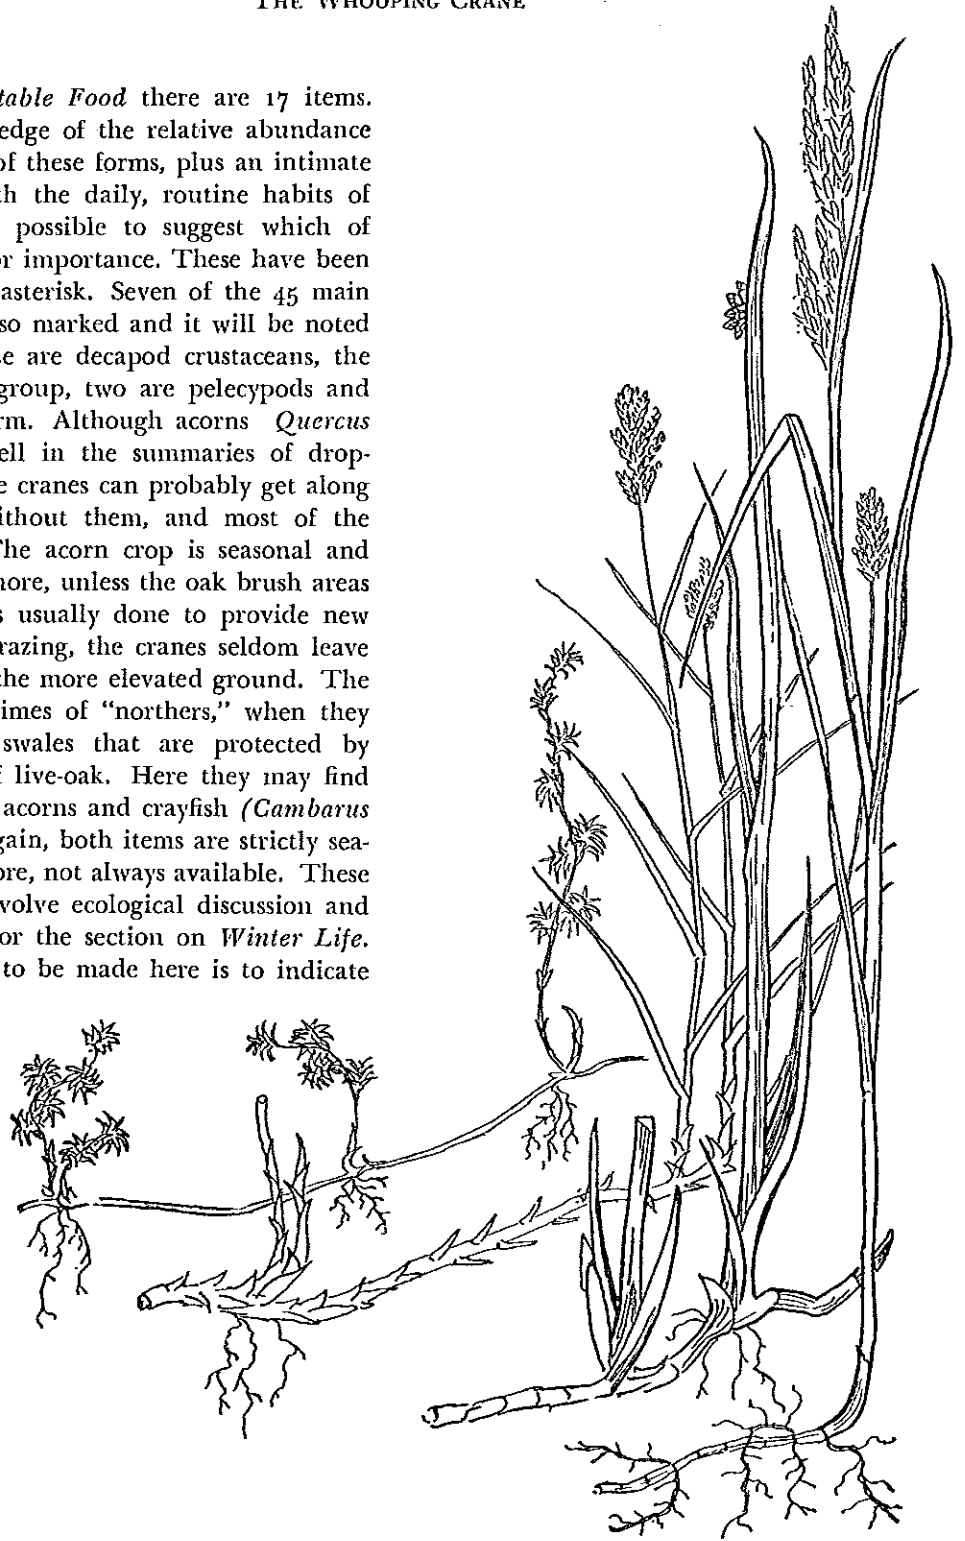 THE WHOOPING CRANE
table Food there are 17 items.
edge of the relative abundance
of these forms, plus an intimate
th the daily, routine habits of
possible to suggest which of
or importance. These have been
asterisk. Seven of the 45 main
so marked and it will be noted
se are decapod crustaceans, the
group, two are pelecypods and
rm. Although acorns Quercus
ell in the summaries of drop-
e cranes can probably get along
ithout them, and most of the
The acorn crop is seasonal and
more, unless the oak brush areas
s usually done to provide new
razing, the cranes seldom leave
the more elevated ground. The
imes of "northers," when they
swales that are protected by
f live-oak. Here they may find
acorns and crayfish (Cambarus
gain, both items are strictly sea-
ore, not always available. These
volve ecological discussion and
or the section on Winter Life.
to be made here is to indicate